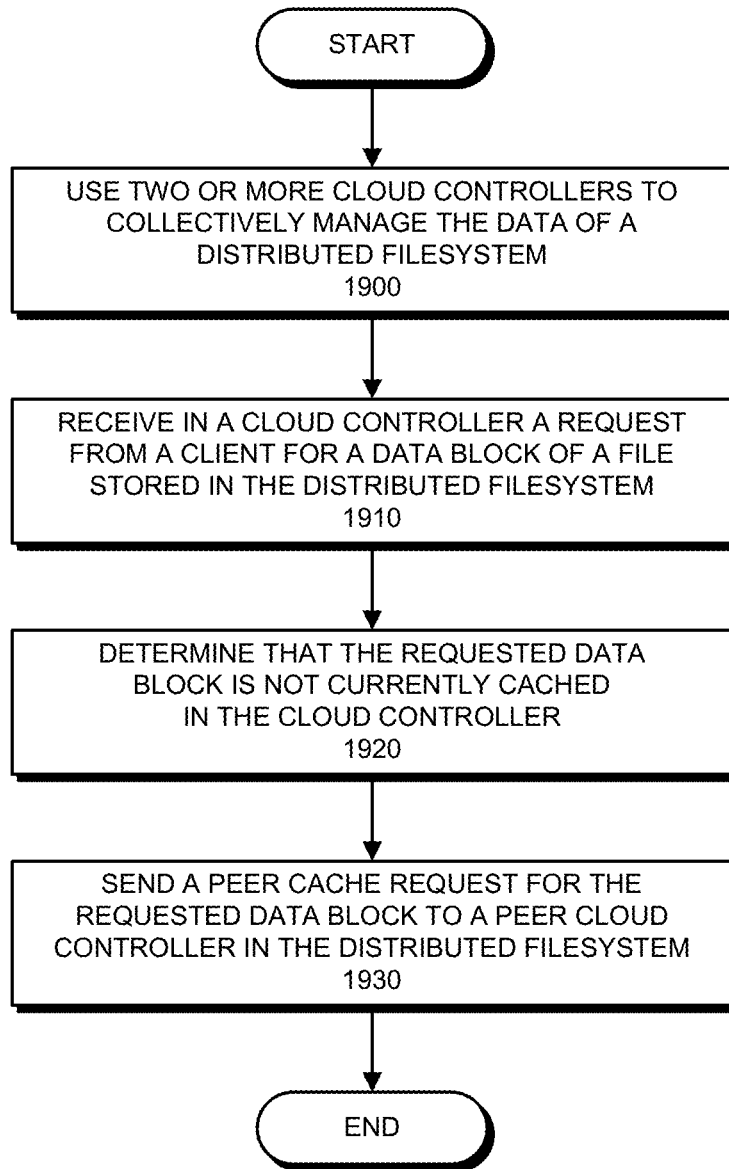 START
USE TWO OR MORE CLOUD CONTROLLERS TO
COLLECTIVELY MANAGE THE DATA OF A
DISTRIBUTED FILESYSTEM
1900
RECEIVE IN A CLOUD CONTROLLER A REQUEST
FROM A CLIENT FOR A DATA BLOCK OF A FILE
STORED IN THE DISTRIBUTED FILESYSTEM
1910
DETERMINE THAT THE REQUESTED DATA
BLOCK IS NOT CURRENTLY CACHED
IN THE CLOUD CONTROLLER
1920
SEND A PEER CACHE REQUEST FOR THE
REQUESTED DATA BLOCK TO A PEER CLOUD
CONTROLLER IN THE DISTRIBUTED FILESYSTEM
1930
END